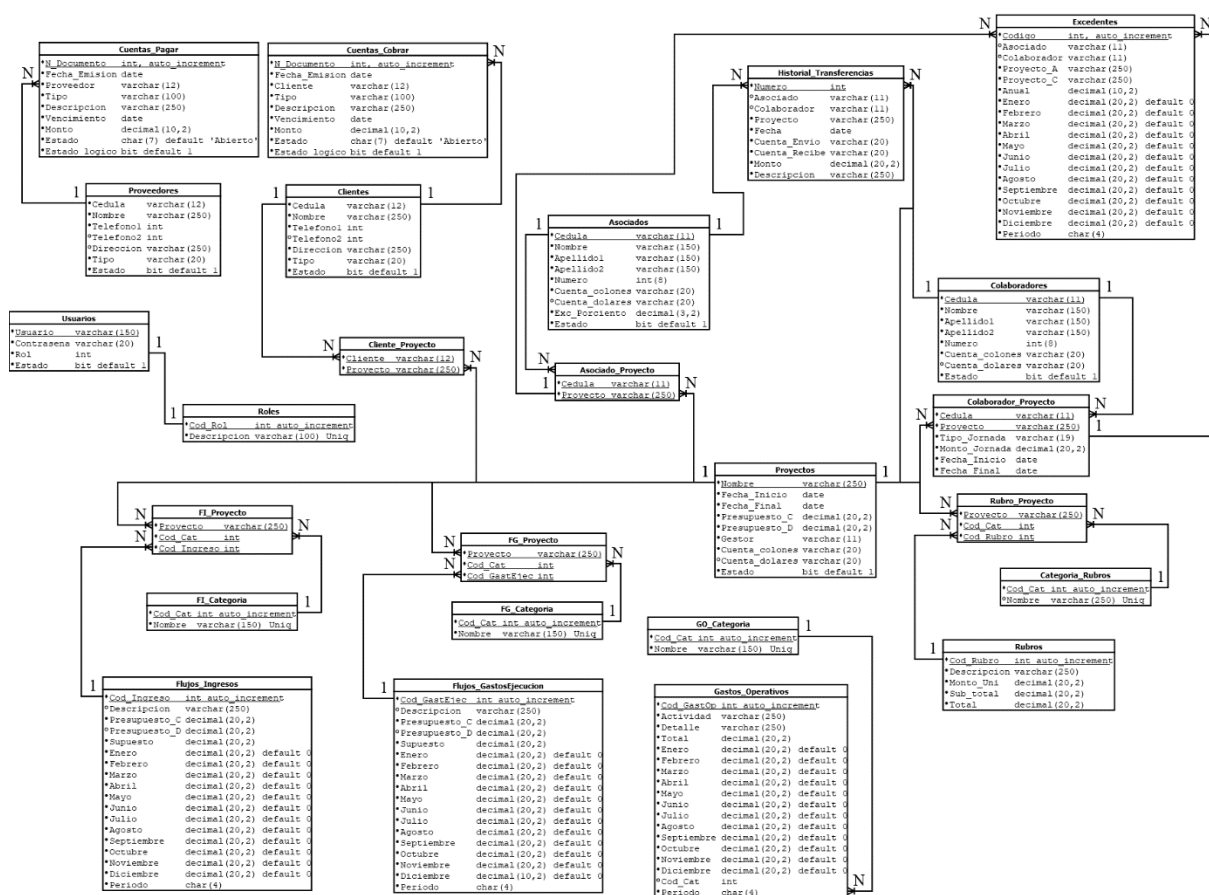 Cuentas_Pagar
N_Documento int, auto_increment
Fecha_Emision date
Proveedor varchar(12)
Tipo varchar(100)
Descripcion varchar(250)
Vencimiento date
Monto decimal(10,2)
Estado char(7) default 'Abierto'
Estado logico bit default 1
N
1
Cuentas_Cobrar
N_Documento int, auto_increment
Fecha_Emision date
Cliente varchar(12)
Tipo varchar(100)
Descripcion varchar(250)
Vencimiento date
Monto decimal(10,2)
Estado char(7) default 'Abierto'
Estado logico bit default 1
N
1
Proveedores
Cedula varchar(12)
Nombre varchar(250)
Telefono1 int
Telefono2 int
Direccion varchar(250)
Tipo varchar(20)
Estado bit default 1
1
Clientes
Cedula varchar(12)
Nombre varchar(250)
Telefono1 int
Telefono2 int
Direccion varchar(250)
Tipo varchar(20)
Estado bit default 1
N
Historial_Transferencias
Numero int
Asociado varchar(11)
Colaborador varchar(11)
Proyecto varchar(250)
Fecha date
Cuenta_Envio varchar(20)
Cuenta_Recibe varchar(20)
Monto decimal(20,2)
Descripcion varchar(250)
N
N
Excedentes
N
Codigo int, auto_increment
Asociado varchar(11)
Colaborador varchar(11)
Proyecto_A varchar(250)
Proyecto_C varchar(250)
Anual decimal(10,2)
Enero decimal(20,2) default 0
Febrero decimal(20,2) default 0
Marzo decimal(20,2) default 0
Abril decimal(20,2) default 0
Mayo decimal(20,2) default 0
Junio decimal(20,2) default 0
Julio decimal(20,2) default 0
Agosto decimal(20,2) default 0
Septiembre decimal(20,2) default 0
Octubre decimal(20,2) default 0
Noviembre decimal(20,2) default 0
Diciembre decimal(20,2) default 0
Periodo char(4)
1
1
Asociados
Cedula varchar(11)
Nombre varchar(150)
Apellido1 varchar(150)
Apellido2 varchar(150)
Numero int(8)
Cuenta_colones varchar(20)
Cuenta_dolares varchar(20)
Exc_Porciento decimal(3,2)
Estado bit default 1
1
1
Colaboradores
Cedula varchar(11)
Nombre varchar(150)
Apellido1 varchar(150)
Apellido2 varchar(150)
Numero int(8)
Cuenta_colones varchar(20)
Cuenta_dolares varchar(20)
Estado bit default 1
Usuarios
Usuario varchar(150)
Contrasena varchar(20)
Rol int
Estado bit default 1
1
1
Roles
Cod_Rol int auto_increment
Descripcion varchar(100) Uniq
N
N
Cliente_Proyecto
Cliente varchar(12)
Proyecto varchar(250)
N
1
N
Asociado_Proyecto
Cedula varchar(11)
Proyecto varchar(250)
N
N
1
Colaborador_Proyecto
Cedula varchar(11)
Proyecto varchar(250)
Tipo_Jornada varchar(19)
Monto_Jornada decimal(20,2)
Fecha_Inicio date
Fecha_Final date
1
1
Proyectos
Nombre varchar(250)
Fecha_Inicio date
Fecha_Final date
Presupuesto_C decimal(20,2)
Presupuesto_D decimal(20,2)
Gestor varchar(11)
Cuenta_colones varchar(20)
Cuenta_dolares varchar(20)
Estado bit default 1
N
N
N
FI_Proyecto
Proyecto varchar(250)
Cod_Cat int
Cod_Ingreso int
N
N
N
FG_Proyecto
Proyecto varchar(250)
Cod_Cat int
Cod_GastEjec int
N
N
N
Rubro_Proyecto
Proyecto varchar(250)
Cod_Cat int
Cod_Rubro int
1
FI_Categoria
Cod_Cat int auto_increment
Nombre varchar(150) Uniq
1
FG_Categoria
Cod_Cat int auto_increment
Nombre varchar(150) Uniq
1
GO_Categoria
Cod_Cat int auto_increment
Nombre varchar(150) Uniq
1
Categoria_Rubros
Cod_Cat int auto_increment
Nombre varchar(250) Uniq
1
Rubros
Cod_Rubro int auto_increment
Descripcion varchar(250)
Monto_Uni decimal(20,2)
Sub_total decimal(20,2)
Total decimal(20,2)
1
Flujos_Ingresos
Cod_Ingreso int auto_increment
Descripcion varchar(250)
Presupuesto_C decimal(20,2)
Presupuesto_D decimal(20,2)
Supuesto decimal(20,2)
Enero decimal(20,2) default 0
Febrero decimal(20,2) default 0
Marzo decimal(20,2) default 0
Abril decimal(20,2) default 0
Mayo decimal(20,2) default 0
Junio decimal(20,2) default 0
Julio decimal(20,2) default 0
Agosto decimal(20,2) default 0
Septiembre decimal(20,2) default 0
Octubre decimal(20,2) default 0
Noviembre decimal(20,2) default 0
Diciembre decimal(20,2) default 0
Periodo char(4)
1
Flujos_GastosEjecucion
Cod_GastEjec int auto_increment
Descripcion varchar(250)
Presupuesto_C decimal(20,2)
Presupuesto_D decimal(20,2)
Supuesto decimal(20,2)
Enero decimal(20,2) default 0
Febrero decimal(20,2) default 0
Marzo decimal(20,2) default 0
Abril decimal(20,2) default 0
Mayo decimal(20,2) default 0
Junio decimal(20,2) default 0
Julio decimal(20,2) default 0
Agosto decimal(20,2) default 0
Septiembre decimal(20,2) default 0
Octubre decimal(20,2) default 0
Noviembre decimal(20,2) default 0
Diciembre decimal(10,2) default 0
Periodo char(4)
Gastos_Operativos
Cod_GastOp int auto_increment
Actividad varchar(250)
Detalle varchar(250)
Total decimal(20,2)
Enero decimal(20,2) default 0
Febrero decimal(20,2) default 0
Marzo decimal(20,2) default 0
Abril decimal(20,2) default 0
Mayo decimal(20,2) default 0
Junio decimal(20,2) default 0
Julio decimal(20,2) default 0
Agosto decimal(20,2) default 0
Septiembre decimal(20,2) default 0
Octubre decimal(20,2) default 0
Noviembre decimal(20,2) default 0
Diciembre decimal(20,2) default 0
Cod_Cat int
Periodo char(4)
N